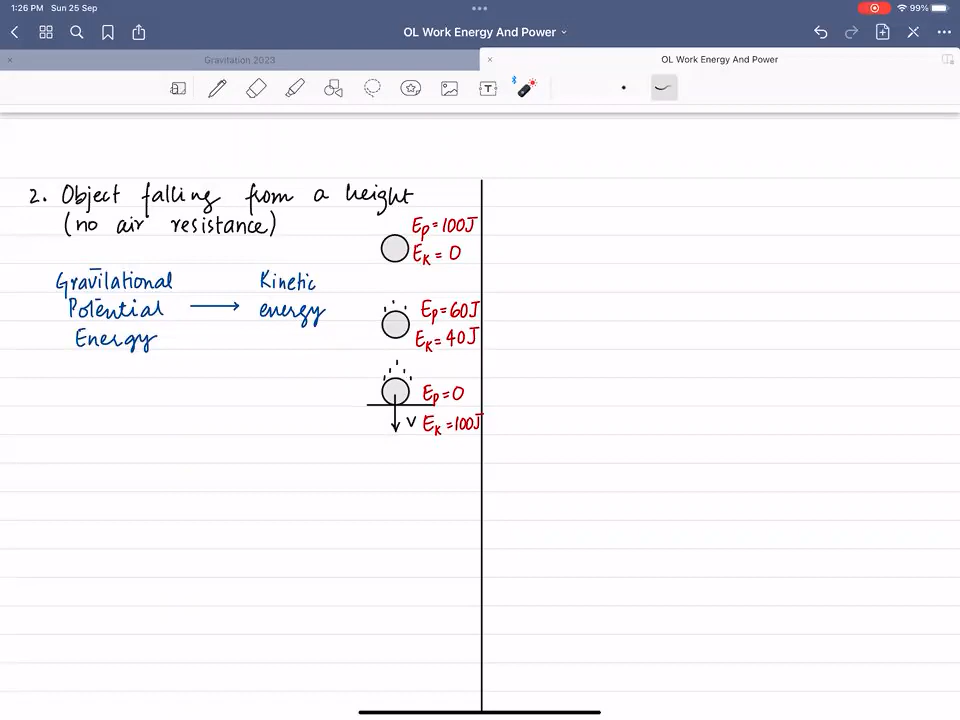 1:26 PM Sun 25 Sep
99%
OL Work Energy And Power
Gravitation 2023
OL Work Energy And Power
T
2. Object falling from a height
(no air resistance)
Ep = 100J
Ek = 0
Gravitational
Potential
Energy
Kinetic
energy
Ep = 60J
Ek = 40J
Ep = 0
v Ek = 100J